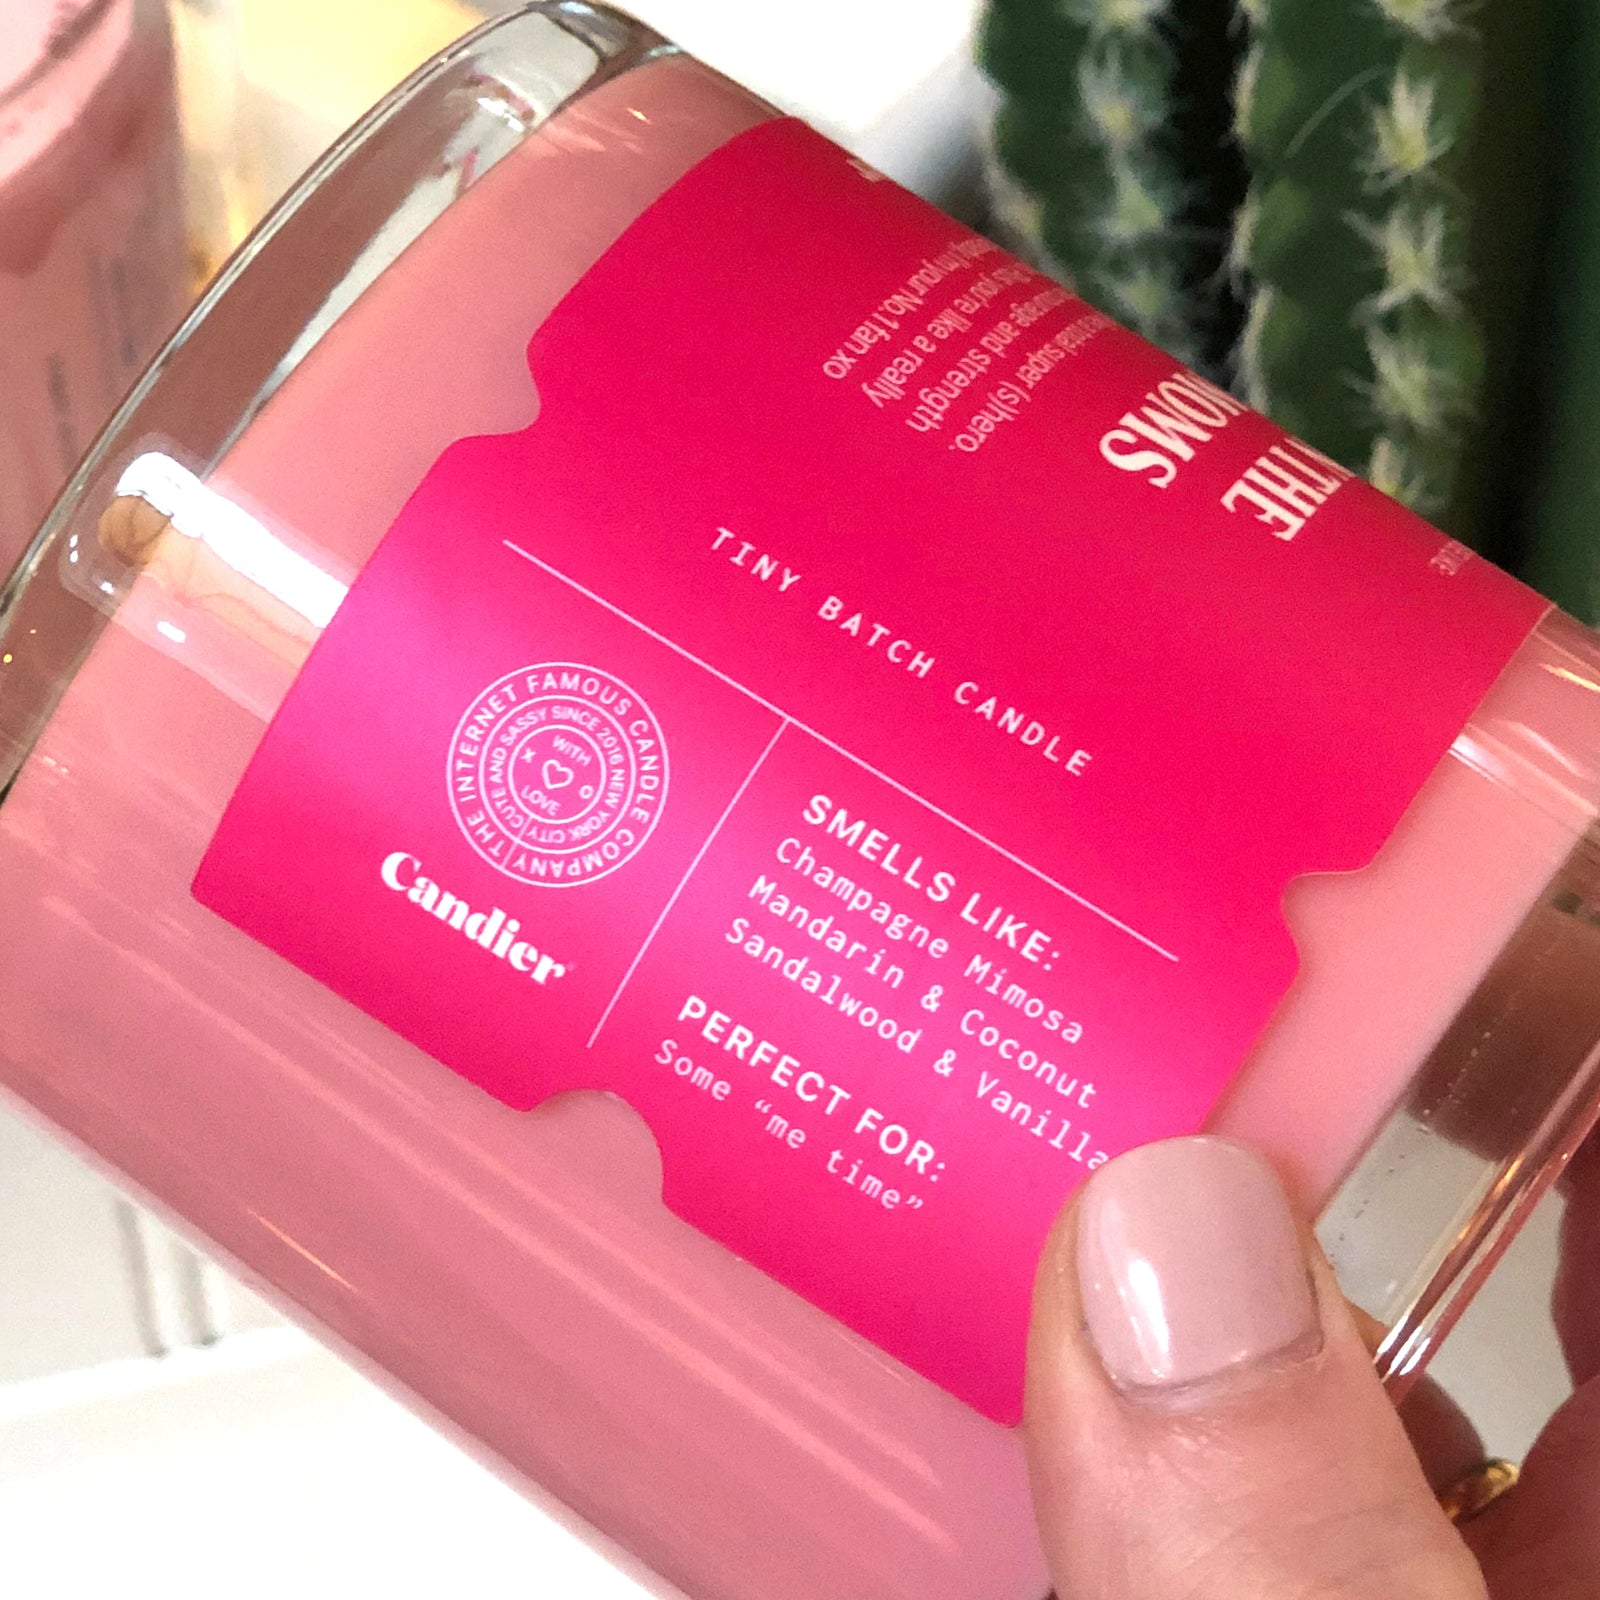 THE
MOMS
super (s)hero.
and strength
you're like a really
your No.1 fan xo
TINY BATCH CANDLE
THE INTERNET FAMOUS CANDLE COMPANY
CUTE AND SASSY SINCE 2016 NEW YORK CITY
WITH
X O
LOVE
Candier
SMELLS LIKE:
Champagne Mimosa
Mandarin & Coconut
Sandalwood & Vanilla
PERFECT FOR:
Some “me time”